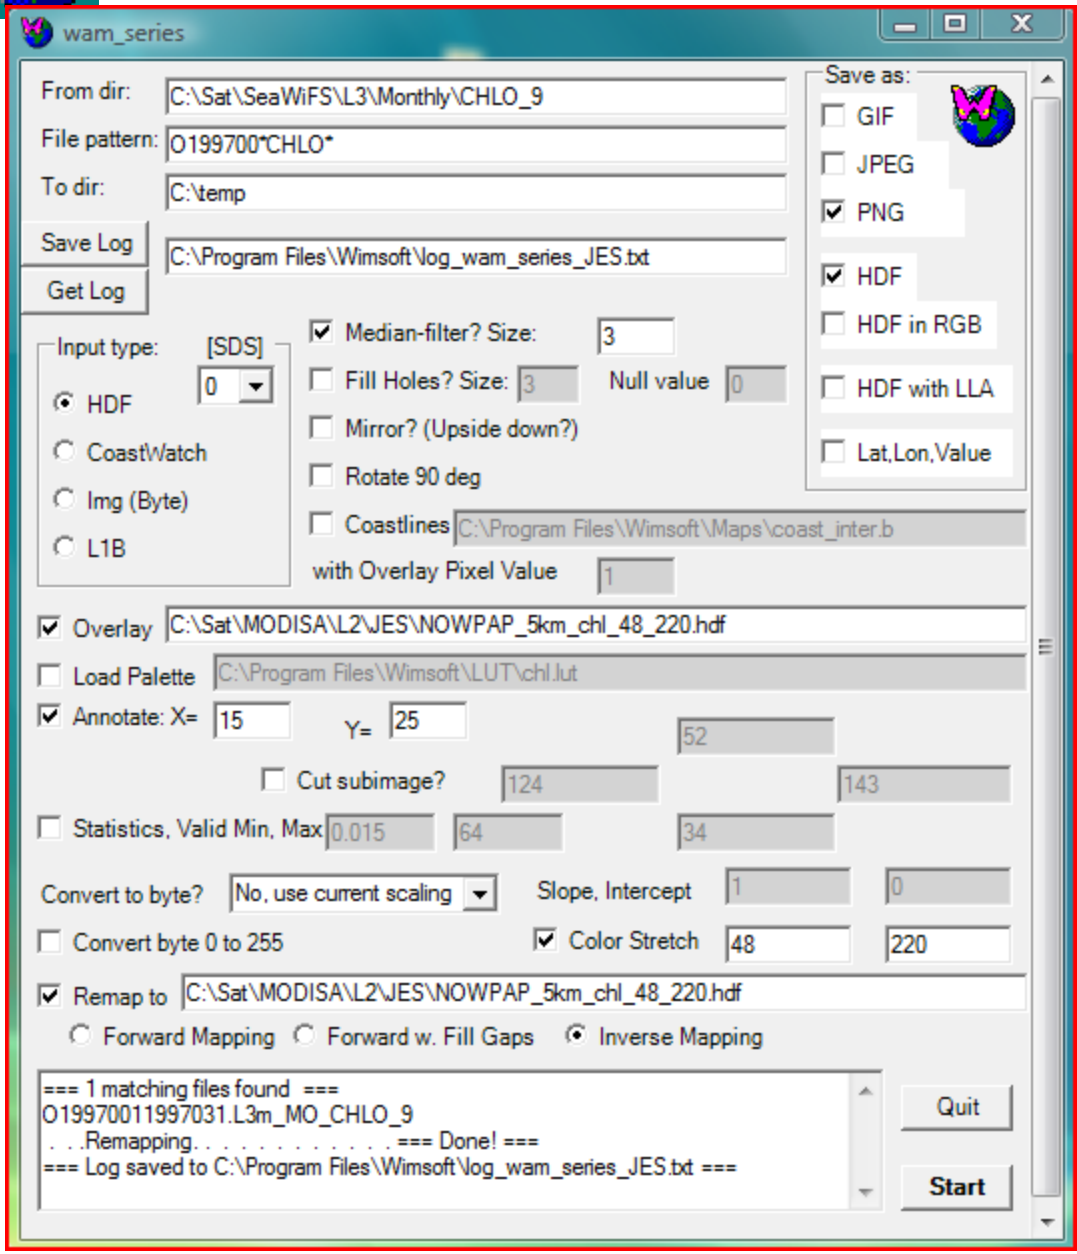 wam_series
From dir: C:\Sat\SeaWiFS\L3\Monthly\CHLO_9
File pattern: O199700*CHLO*
To dir: C:\temp
Save Log C:\Program Files\Wimsoft\log_wam_series_JES.txt
Get Log
Save as:
GIF
JPEG
PNG
HDF
HDF in RGB
HDF with LLA
Lat,Lon,Value
Input type: [SDS]
0
HDF
CoastWatch
Img (Byte)
L1B
Median-filter? Size: 3
Fill Holes? Size: 3 Null value 0
Mirror? (Upside down?)
Rotate 90 deg
Coastlines C:\Program Files\Wimsoft\Maps\coast_inter.b
with Overlay Pixel Value 1
Overlay C:\Sat\MODISA\L2\JES\NOWPAP_5km_chl_48_220.hdf
Load Palette C:\Program Files\Wimsoft\LUT\chl.lut
Annotate: X= 15 Y= 25
52
Cut subimage? 124 143
Statistics, Valid Min, Max 0.015 64 34
Convert to byte? No, use current scaling Slope, Intercept 1 0
Convert byte 0 to 255 Color Stretch 48 220
Remap to C:\Sat\MODISA\L2\JES\NOWPAP_5km_chl_48_220.hdf
Forward Mapping Forward w. Fill Gaps Inverse Mapping
=== 1 matching files found ===
O19970011997031.L3m_MO_CHLO_9
. . .Remapping. . . . . . . . . . . . . === Done! ===
=== Log saved to C:\Program Files\Wimsoft\log_wam_series_JES.txt ===
Quit
Start